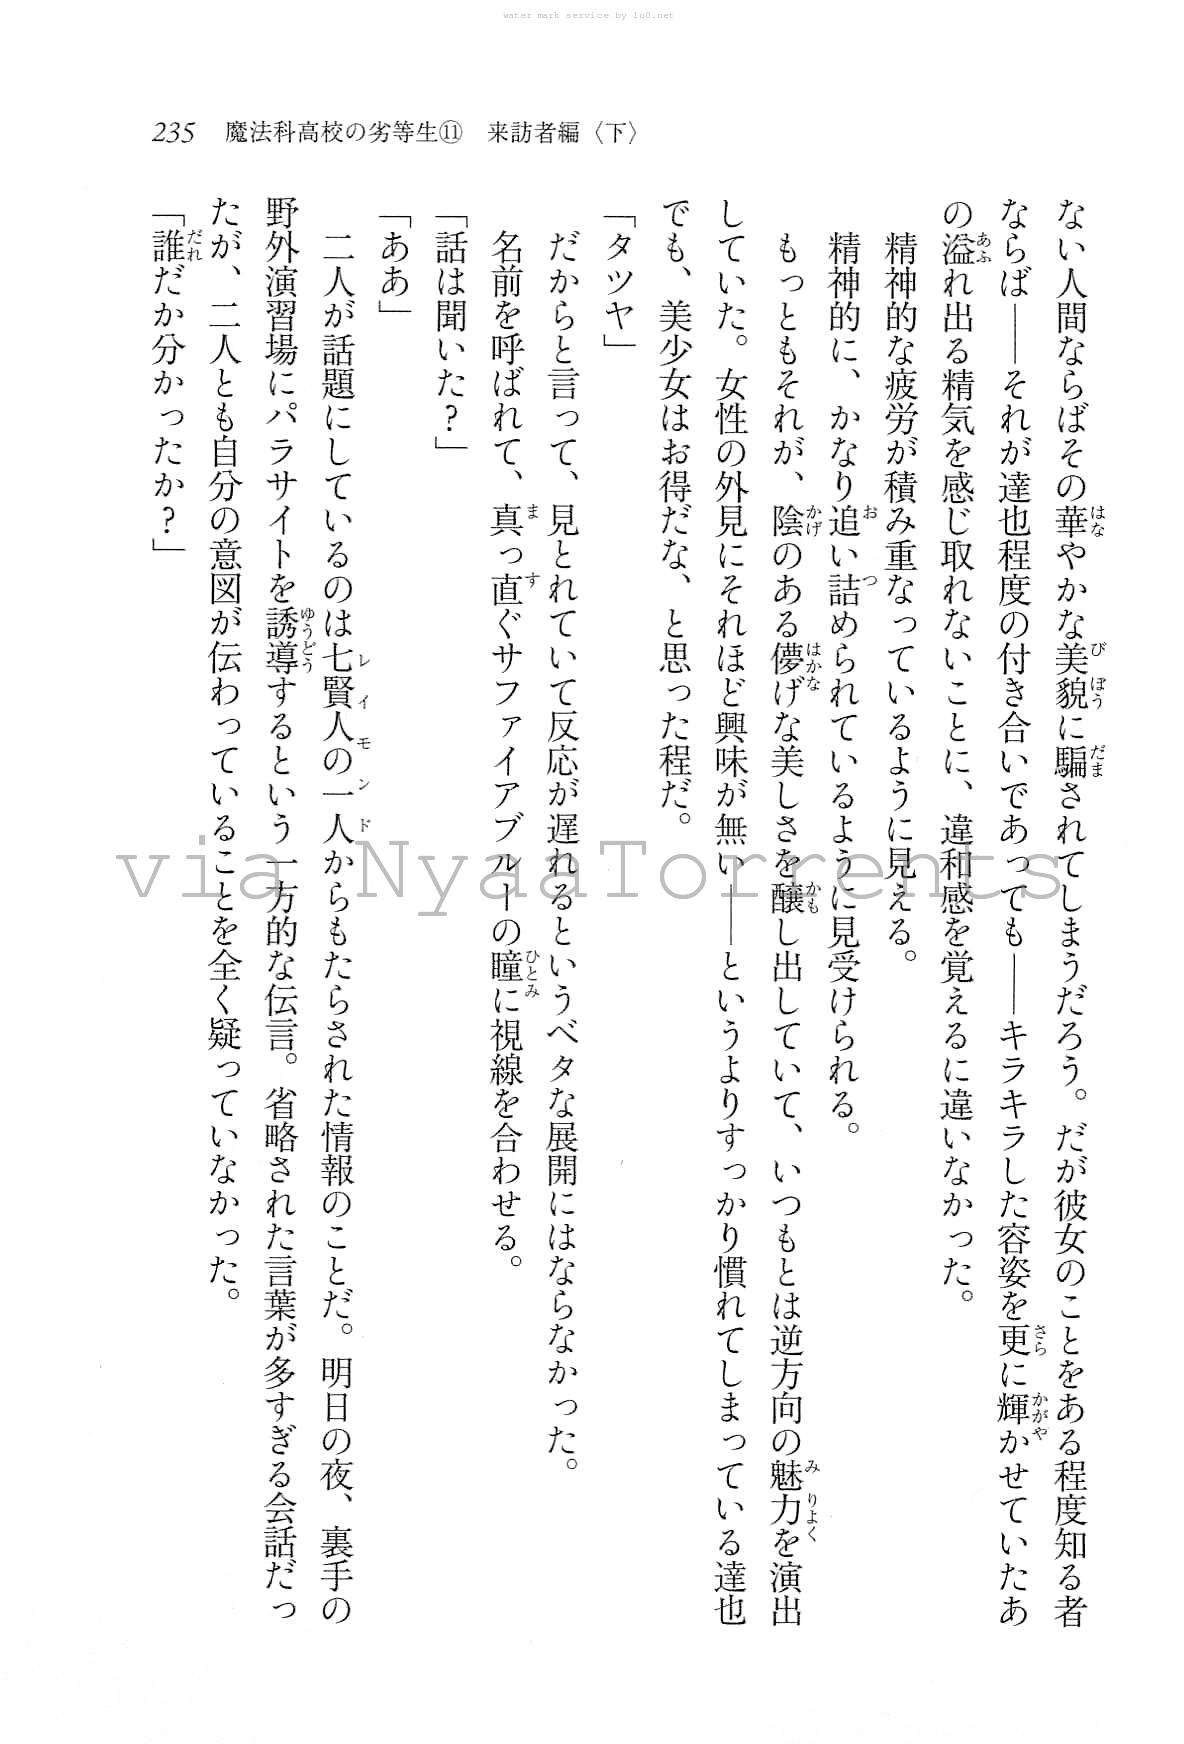 water mark service by lu0.net
235 魔法科高校の劣等生⑪ 来訪者編〈下〉
ない人間ならばその華やかな美貌に騙されてしまうだろう。だが彼女のことをある程度知る者
ならば――それが達也程度の付き合いであっても――キラキラした容姿を更に輝かせていたあ
の溢れ出る精気を感じ取れないことに、違和感を覚えるに違いなかった。
精神的な疲労が積み重なっているように見える。
精神的に、かなり追い詰められているように見受けられる。
もっともそれが、陰のある儚げな美しさを醸し出していて、いつもとは逆方向の魅力を演出
していた。女性の外見にそれほど興味が無い――というよりすっかり慣れてしまっている達也
でも、美少女はお得だな、と思った程だ。
「タツヤ」
だからと言って、見とれていて反応が遅れるというベタな展開にはならなかった。
名前を呼ばれて、真っ直ぐサファイアブルーの瞳に視線を合わせる。
「話は聞いた？」
「ああ」
二人が話題にしているのは七賢人の一人からもたらされた情報のことだ。明日の夜、裏手の
野外演習場にパラサイトを誘導するという一方的な伝言。省略された言葉が多すぎる会話だっ
たが、二人とも自分の意図が伝わっていることを全く疑っていなかった。
「誰だか分かったか？」
via NyaaTorrents